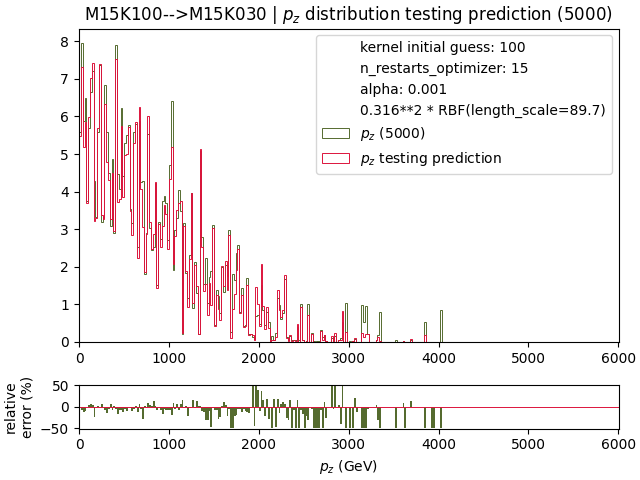 M15K100-->M15K030 | p_z distribution testing prediction (5000)
kernel initial guess: 100
n_restarts_optimizer: 15
alpha: 0.001
0.316**2 * RBF(length_scale=89.7)
p_z (5000)
p_z testing prediction
8
7
6
5
4
3
2
1
0
0 1000 2000 3000 4000 5000 6000
relative
error (%)
50
0
−50
0 1000 2000 3000 4000 5000 6000
p_z (GeV)